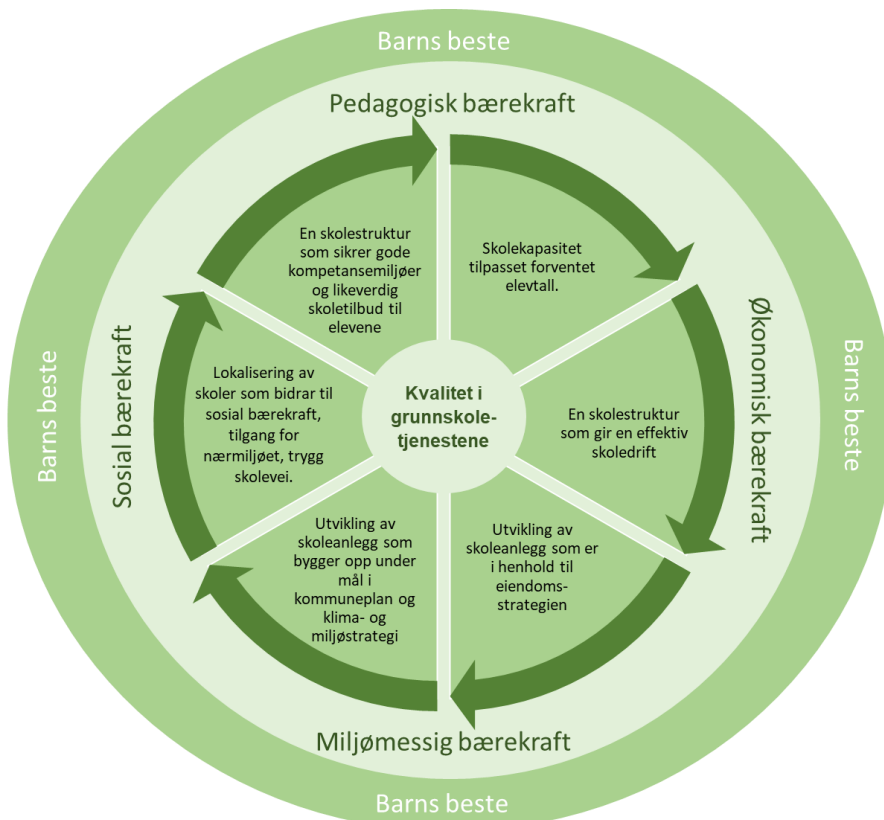 Barns beste
Pedagogisk bærekraft
En skolestruktur
som sikrer gode
kompetansemiljøer
og likeverdig
skoletilbud til
elevene
Skolekapasitet
tilpasset forventet
elevtall.
Økonomisk bærekraft
Barns beste
En skolestruktur
som gir en effektiv
skoledrift
Kvalitet i
grunnskole-
tjenestene
Barns beste
Sosial bærekraft
Lokalisering av
skoler som bidrar til
sosial bærekraft,
tilgang for
nærmiljøet, trygg
skolevei.
Utvikling av
skoleanlegg som
bygger opp under
mål i
kommuneplan og
klima- og
miljøstrategi
Utvikling av
skoleanlegg som er
i henhold til
eiendoms-
strategien
Miljømessig bærekraft
Barns beste